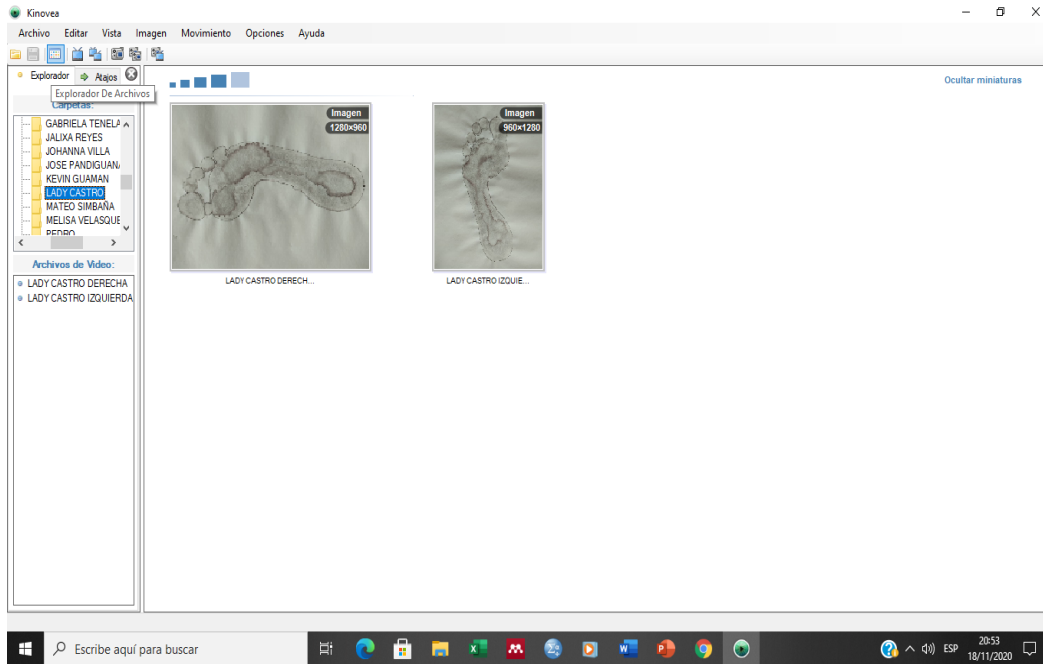 Kinovea
Archivo Editar Vista Imagen Movimiento Opciones Ayuda
Explorador Atajos
Explorador De Archivos
Carpetas:
GABRIELA TENELA
JALIXA REYES
JOHANNA VILLA
JOSE PANDIGUANA
KEVIN GUAMAN
LADY CASTRO
MATEO SIMBAÑA
MELISA VELASQUE
PEDRO
Archivos de Video:
LADY CASTRO DERECHA
LADY CASTRO IZQUIERDA
Ocultar miniaturas
Imagen
1280×960
LADY CASTRO DERECH...
Imagen
960×1280
LADY CASTRO IZQUIE...
Escribe aquí para buscar
ESP
20:53
18/11/2020